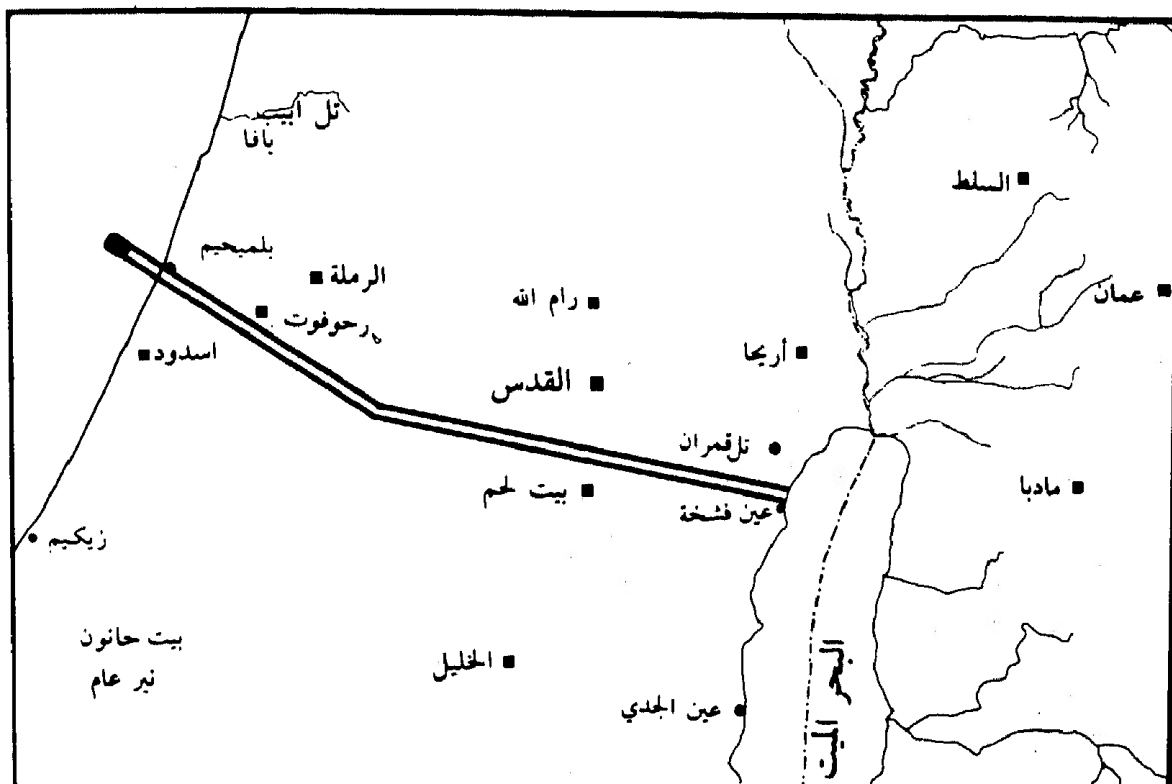 تل ابيب
يافا
السلط
بلميحيم
الرملة
عمان
رام الله
رحوفوت
اسدود
أريحا
القدس
تل قمران
بيت لحم
مادبا
عين فشخة
زيكيم
بيت حانون
نير عام
الخليل
البحر الميت
عين الجدي